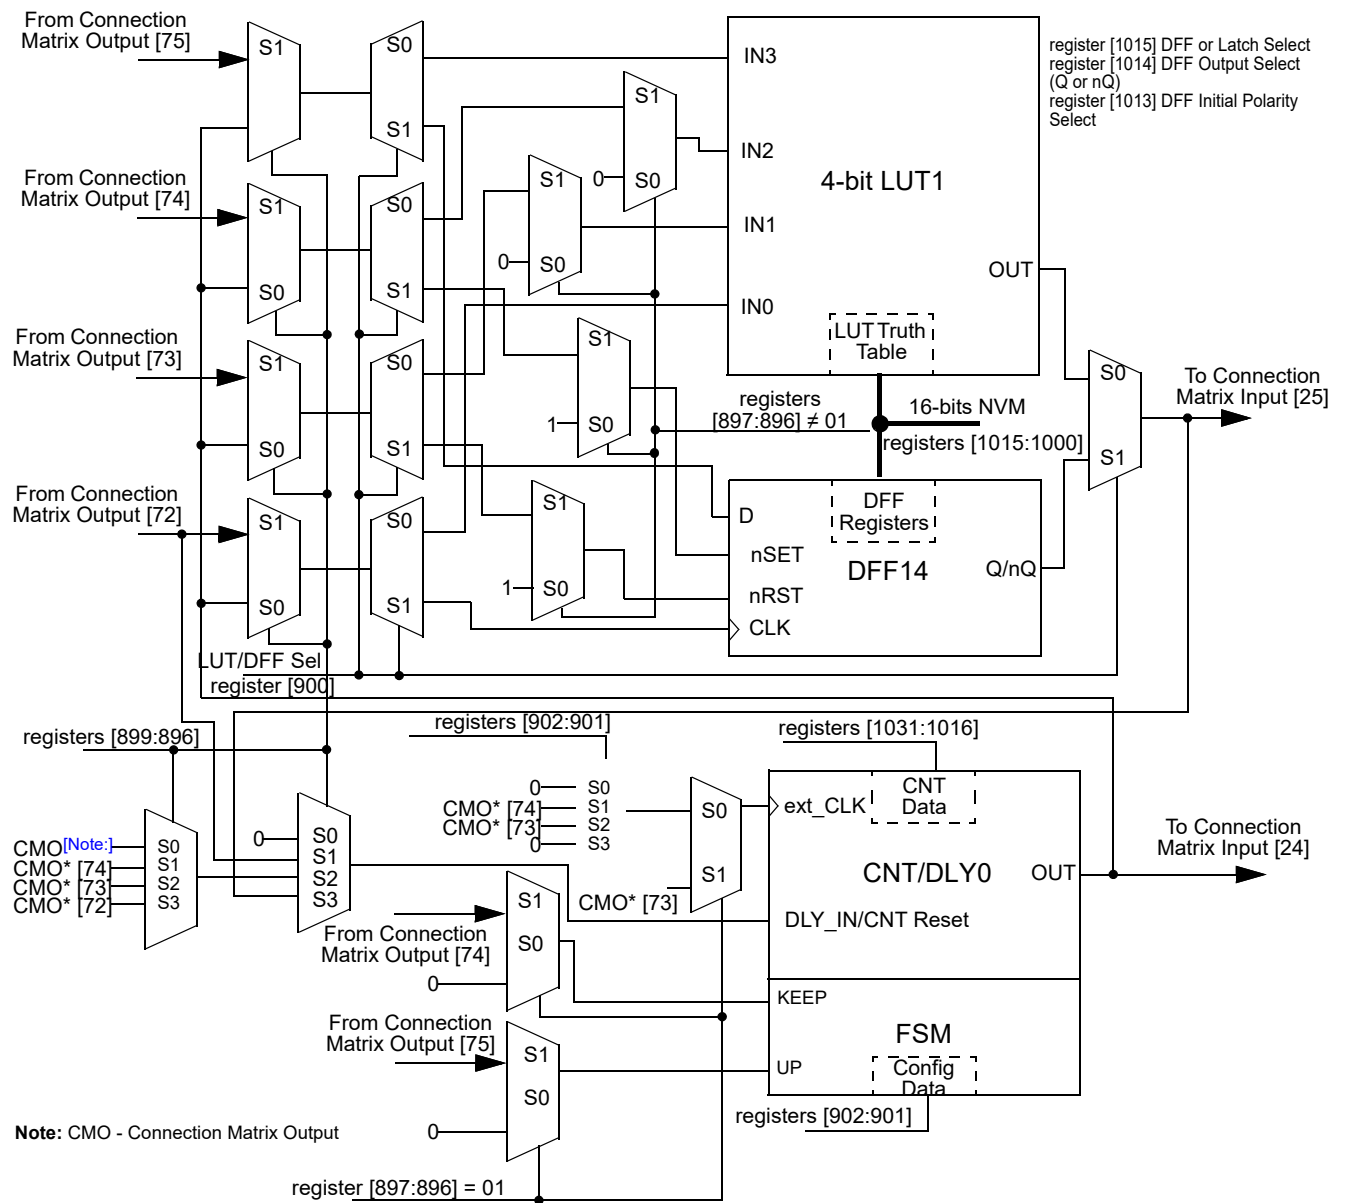 From Connection
Matrix Output [75]
S1
S0
S1
IN3
register [1015] DFF or Latch Select
register [1014] DFF Output Select
(Q or nQ)
register [1013] DFF Initial Polarity
Select
S1
0
S0
IN2
4-bit LUT1
From Connection
Matrix Output [74]
S1
S0
S0
S1
S1
0
S0
IN1
OUT
IN0
LUT Truth
Table
From Connection
Matrix Output [73]
S1
S0
S0
S1
S1
1
S0
registers
[897:896] ≠ 01
16-bits NVM
registers [1015:1000]
S0
S1
To Connection
Matrix Input [25]
From Connection
Matrix Output [72]
S1
S0
S0
S1
S1
1
S0
D
DFF
Registers
nSET
DFF14
Q/nQ
nRST
CLK
LUT/DFF Sel
register [900]
registers [899:896]
registers [902:901]
registers [1031:1016]
0
S0
CMO* [74]
S1
CMO* [73]
S2
0
S3
S0
S1
CMO* [73]
ext_CLK
CNT
Data
CNT/DLY0
OUT
To Connection
Matrix Input [24]
DLY_IN/CNT Reset
CMO[Note:]
S0
CMO* [74]
S1
CMO* [73]
S2
CMO* [72]
S3
0
S0
S1
S2
S3
From Connection
Matrix Output [74]
S1
S0
0
KEEP
FSM
From Connection
Matrix Output [75]
S1
S0
0
UP
Config
Data
registers [902:901]
Note: CMO - Connection Matrix Output
register [897:896] = 01